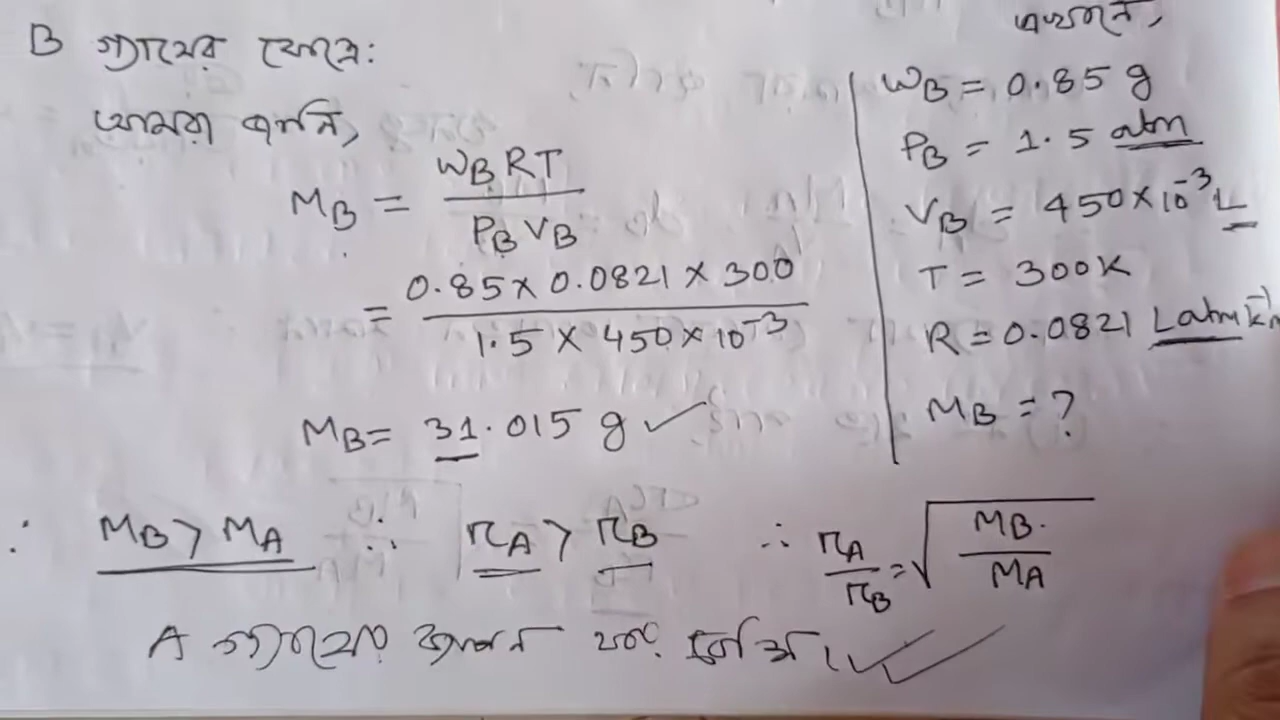 B গ্যাসের ক্ষেত্রে:
আমরা জানি,
M_B = W_B RT / P_B V_B
= 0.85 × 0.0821 × 300 / 1.5 × 450 × 10⁻³
M_B = 31.015 g ✓
এখানে,
W_B = 0.85 g
P_B = 1.5 atm
V_B = 450 × 10⁻³ L
T = 300K
R = 0.0821 L atm K⁻¹
M_B = ?
∴ M_B > M_A ∴ r_A > r_B ∴ r_A / r_B = √(M_B / M_A)
A গ্যাসের ব্যাপন হার বেশি।